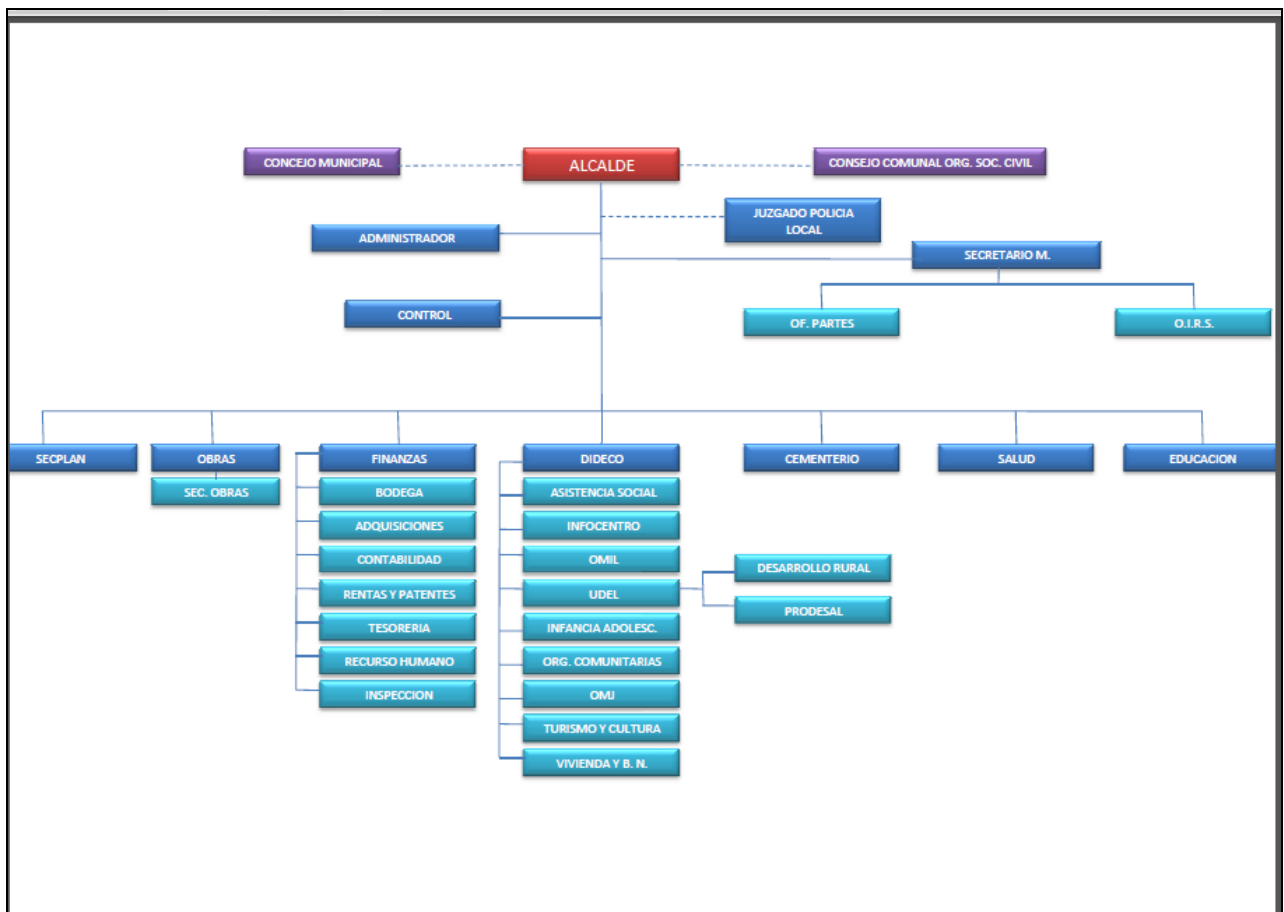 CONCEJO MUNICIPAL
ALCALDE
CONSEJO COMUNAL ORG. SOC. CIVIL
JUZGADO POLICIA
LOCAL
ADMINISTRADOR
SECRETARIO M.
CONTROL
OF. PARTES
O.I.R.S.
SECPLAN
OBRAS
FINANZAS
DIDECO
CEMENTERIO
SALUD
EDUCACION
SEC. OBRAS
BODEGA
ASISTENCIA SOCIAL
ADQUISICIONES
INFOCENTRO
CONTABILIDAD
OMIL
DESARROLLO RURAL
RENTAS Y PATENTES
UDEL
PRODESAL
TESORERIA
INFANCIA ADOLESC.
RECURSO HUMANO
ORG. COMUNITARIAS
INSPECCION
OMJ
TURISMO Y CULTURA
VIVIENDA Y B. N.